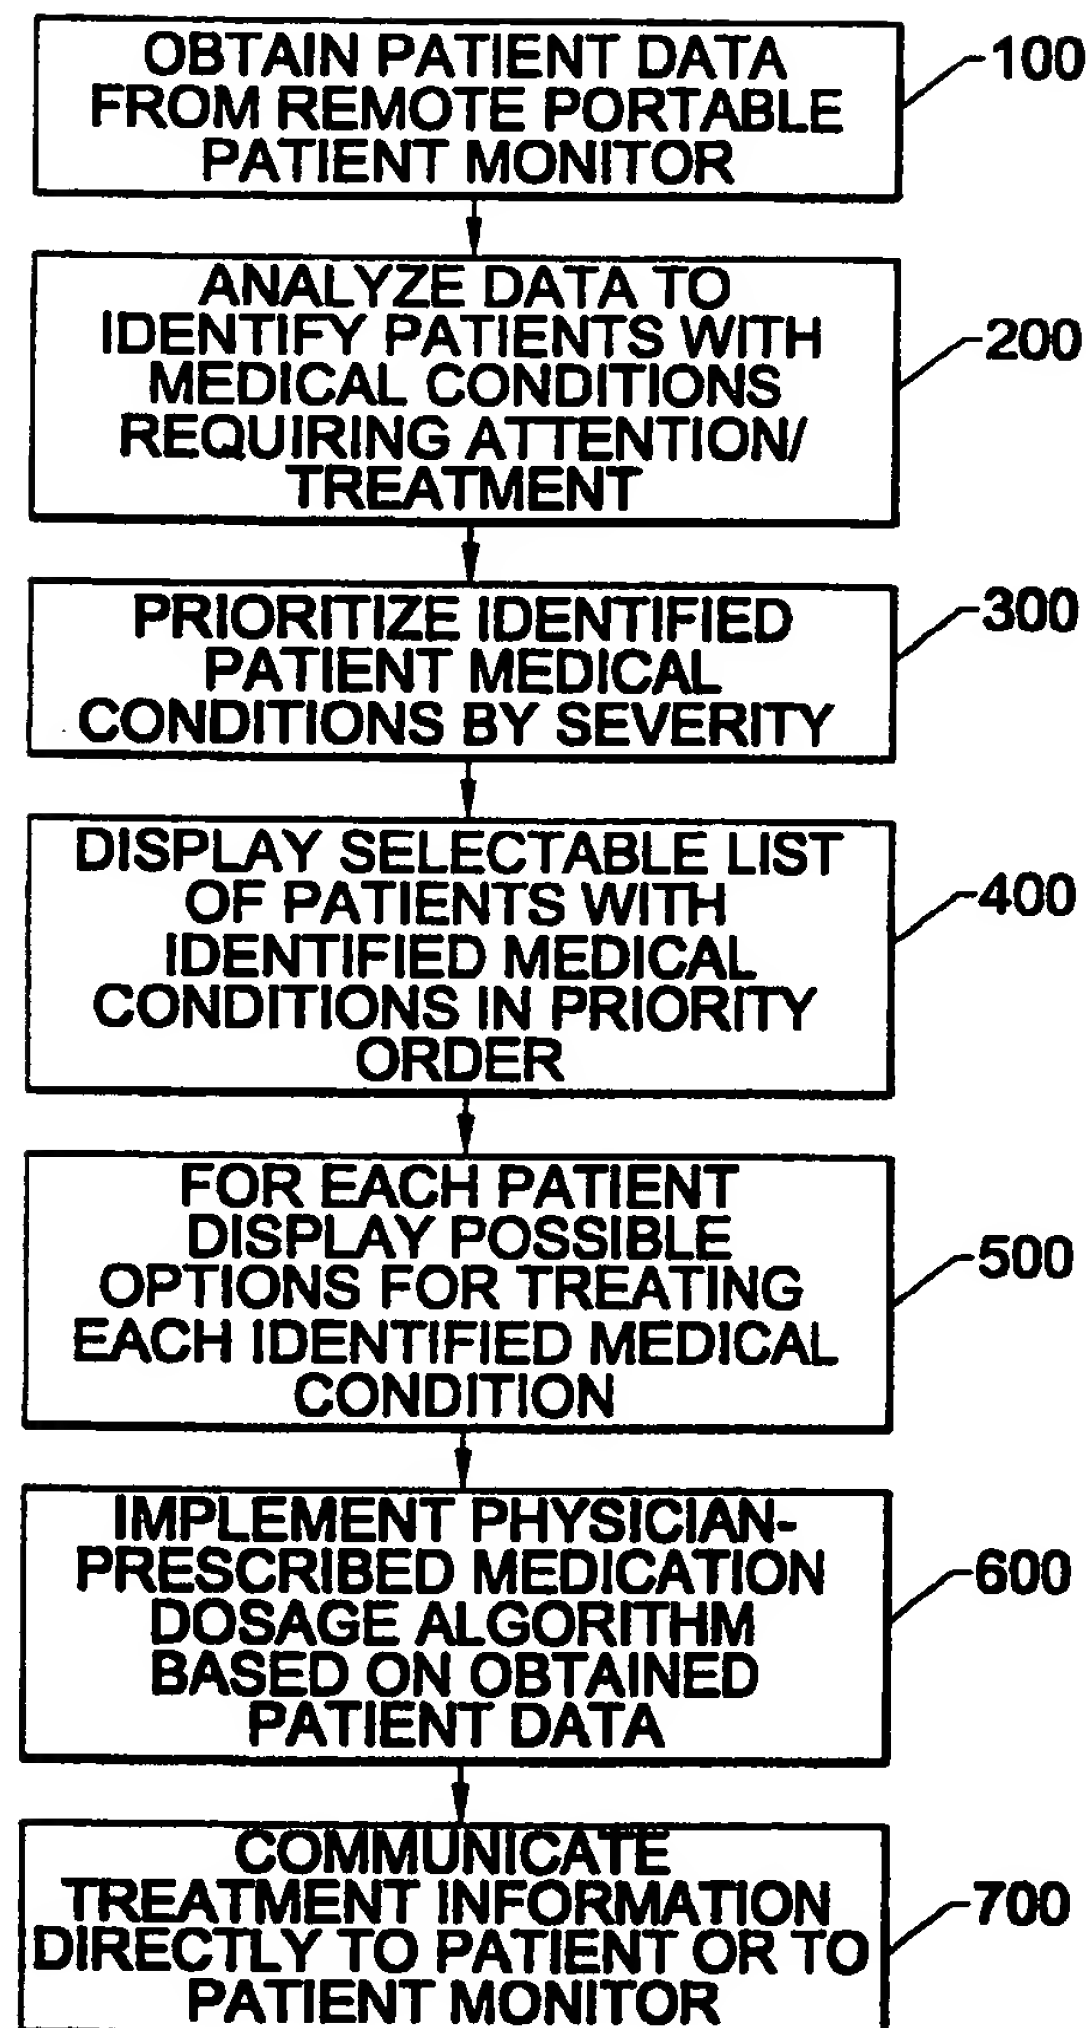 OBTAIN PATIENT DATA
FROM REMOTE PORTABLE
PATIENT MONITOR
100
ANALYZE DATA TO
IDENTIFY PATIENTS WITH
MEDICAL CONDITIONS
REQUIRING ATTENTION/
TREATMENT
200
PRIORITIZE IDENTIFIED
PATIENT MEDICAL
CONDITIONS BY SEVERITY
300
DISPLAY SELECTABLE LIST
OF PATIENTS WITH
IDENTIFIED MEDICAL
CONDITIONS IN PRIORITY
ORDER
400
FOR EACH PATIENT
DISPLAY POSSIBLE
OPTIONS FOR TREATING
EACH IDENTIFIED MEDICAL
CONDITION
500
IMPLEMENT PHYSICIAN-
PRESCRIBED MEDICATION
DOSAGE ALGORITHM
BASED ON OBTAINED
PATIENT DATA
600
COMMUNICATE
TREATMENT INFORMATION
DIRECTLY TO PATIENT OR TO
PATIENT MONITOR
700